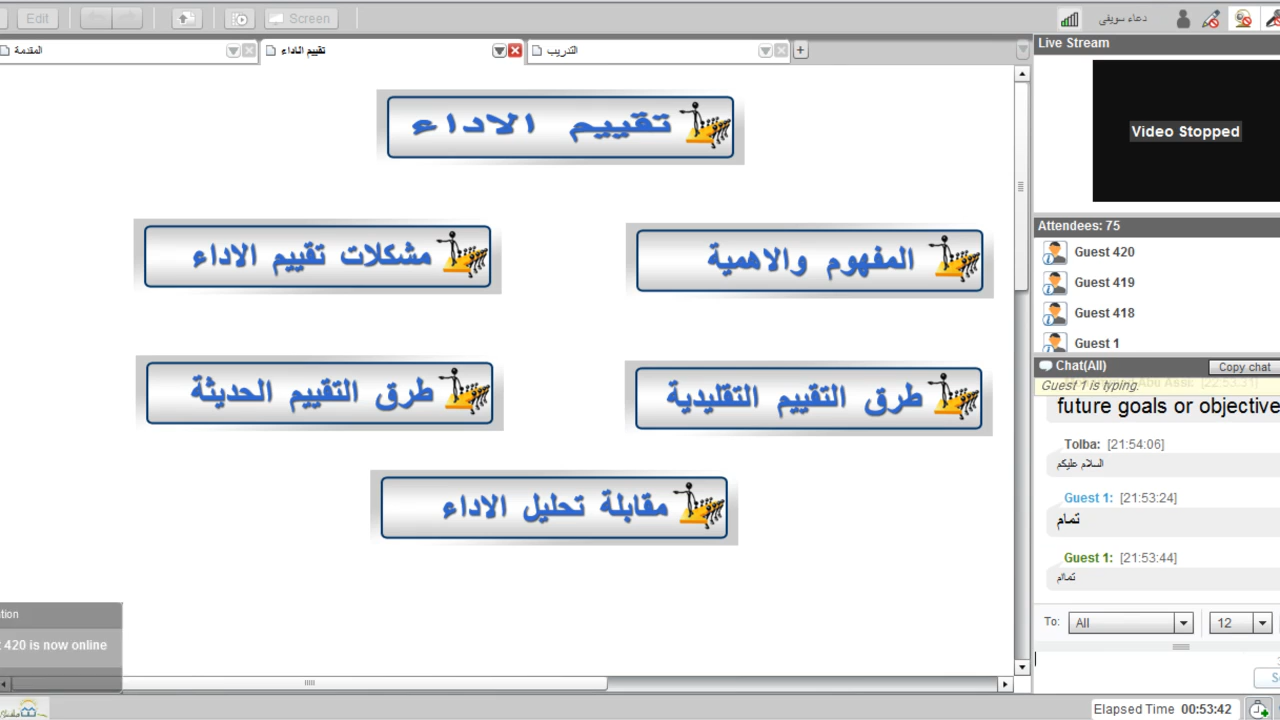 Edit
Screen
دعاء سويفى
المقدمة
تقييم الاداء
التدريب
تقييم الاداء
المفهوم والاهمية
مشكلات تقييم الاداء
طرق التقييم التقليدية
طرق التقييم الحديثة
مقابلة تحليل الاداء
tion
420 is now online
Live Stream
Video Stopped
Attendees: 75
Guest 420
Guest 419
Guest 418
Guest 1
Chat(All)
Copy chat
Guest 1 is typing.
future goals or objective
Tolba: [21:54:06]
السلام عليكم
Guest 1: [21:53:24]
تمام
Guest 1: [21:53:44]
تماام
To: All 12
Elapsed Time 00:53:42